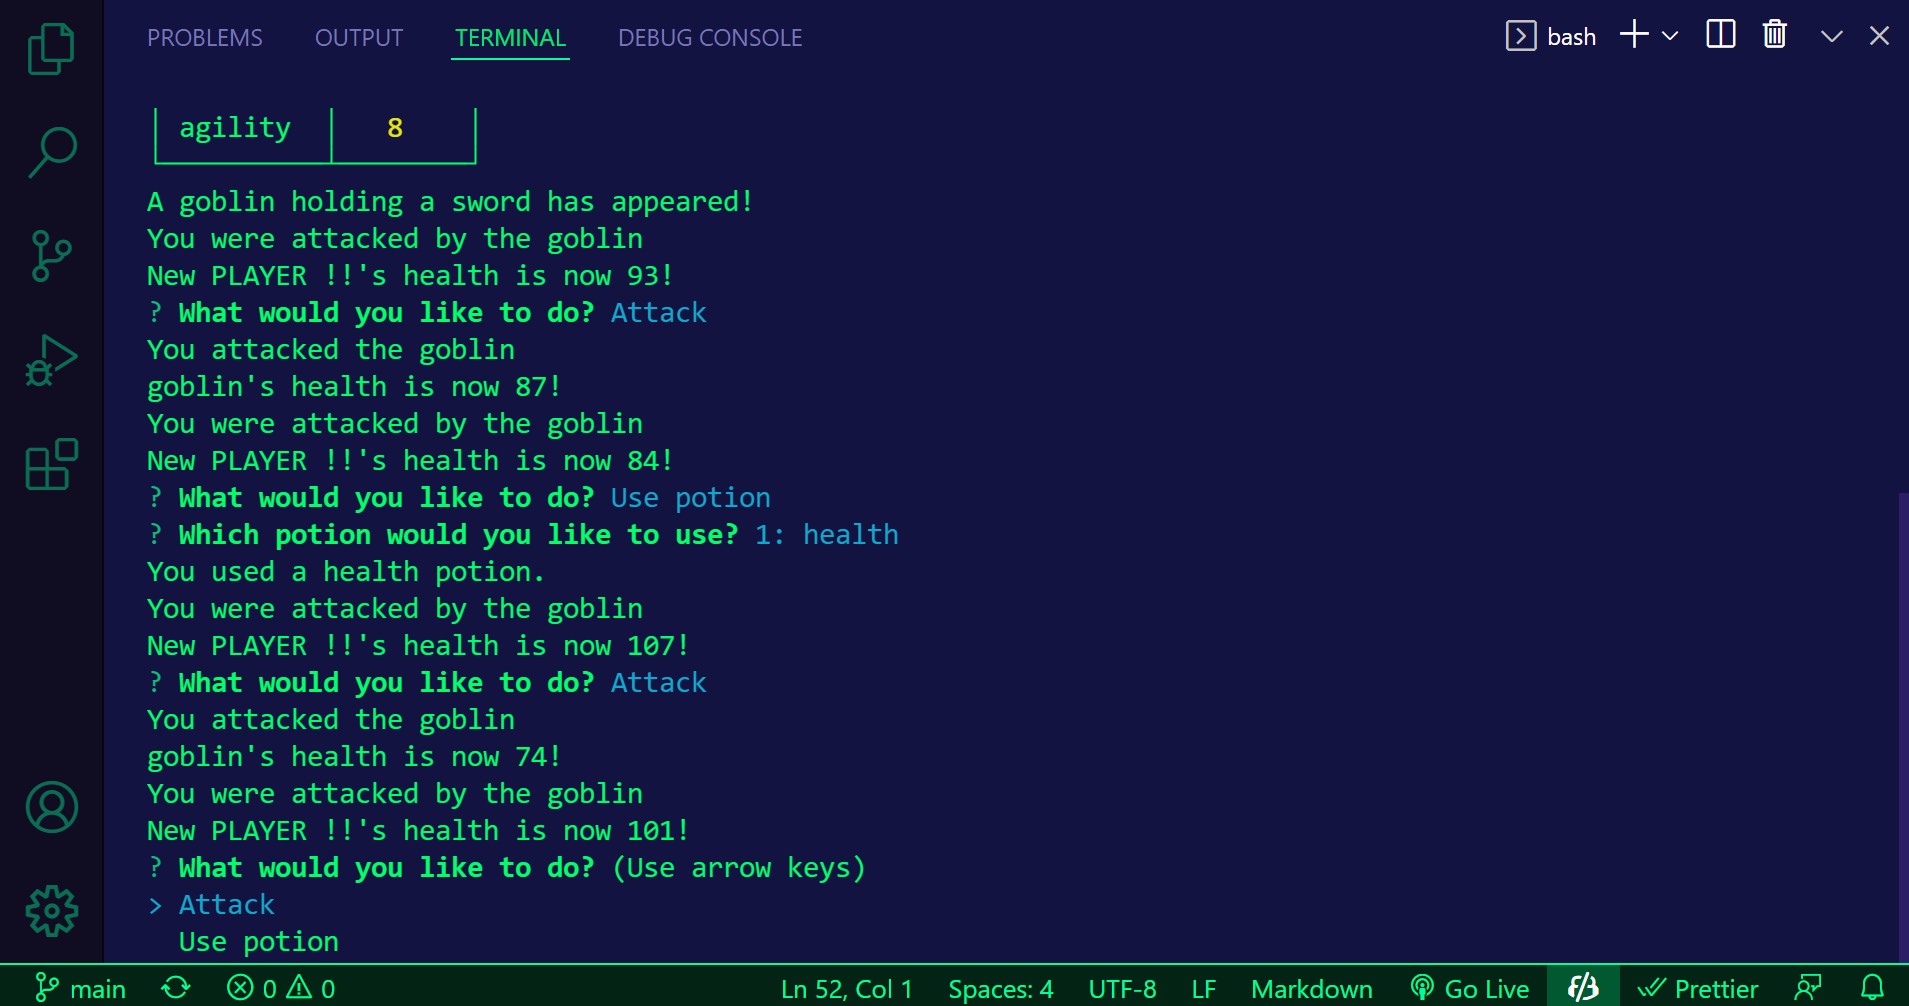 PROBLEMS OUTPUT TERMINAL DEBUG CONSOLE bash
agility 8
A goblin holding a sword has appeared!
You were attacked by the goblin
New PLAYER !!'s health is now 93!
? What would you like to do? Attack
You attacked the goblin
goblin's health is now 87!
You were attacked by the goblin
New PLAYER !!'s health is now 84!
? What would you like to do? Use potion
? Which potion would you like to use? 1: health
You used a health potion.
You were attacked by the goblin
New PLAYER !!'s health is now 107!
? What would you like to do? Attack
You attacked the goblin
goblin's health is now 74!
You were attacked by the goblin
New PLAYER !!'s health is now 101!
? What would you like to do? (Use arrow keys)
> Attack
Use potion
main 0 0 Ln 52, Col 1 Spaces: 4 UTF-8 LF Markdown Go Live Prettier